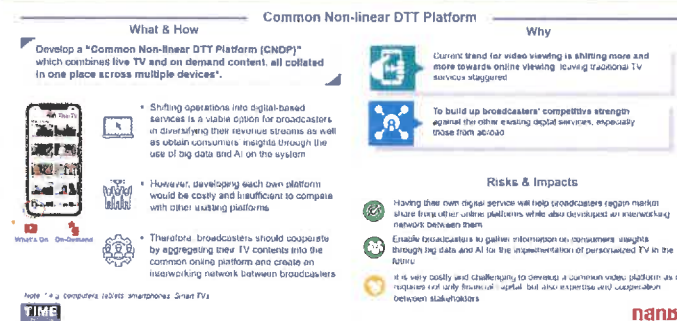 Common Non-linear DTT Platform
What & How
Develop a "Common Non-linear DTT Platform (CNDP)"
which combines live TV and on demand content, all collated
in one place across multiple devices*.
• Shifting operations into digital-based
services is a viable option for broadcasters
in diversifying their revenue streams as well
as obtain consumers' insights through the
use of big data and AI on the system
• However, developing each own platform
would be costly and insufficient to compete
with other existing platforms
• Therefore, broadcasters should cooperate
by aggregating their TV contents into the
common online platform and create an
interworking network between broadcasters
What's On On-Demand
Note: * e.g. computers, tablets, smartphones, Smart TVs
TIME
Why
Current trend for video viewing is shifting more and
more towards online viewing, leaving traditional TV
services staggered
To build up broadcasters' competitive strength
against the other existing digital services, especially
those from abroad
Risks & Impacts
Having their own digital service will help broadcasters regain market
share from other online platforms while also developed an interworking
network between them
Enable broadcasters to gather information on consumers' insights
through big data and AI for the implementation of personalized TV in the
future
It is very costly and challenging to develop a common video platform as i
requires not only financial capital, but also expertise and cooperation
between stakeholders